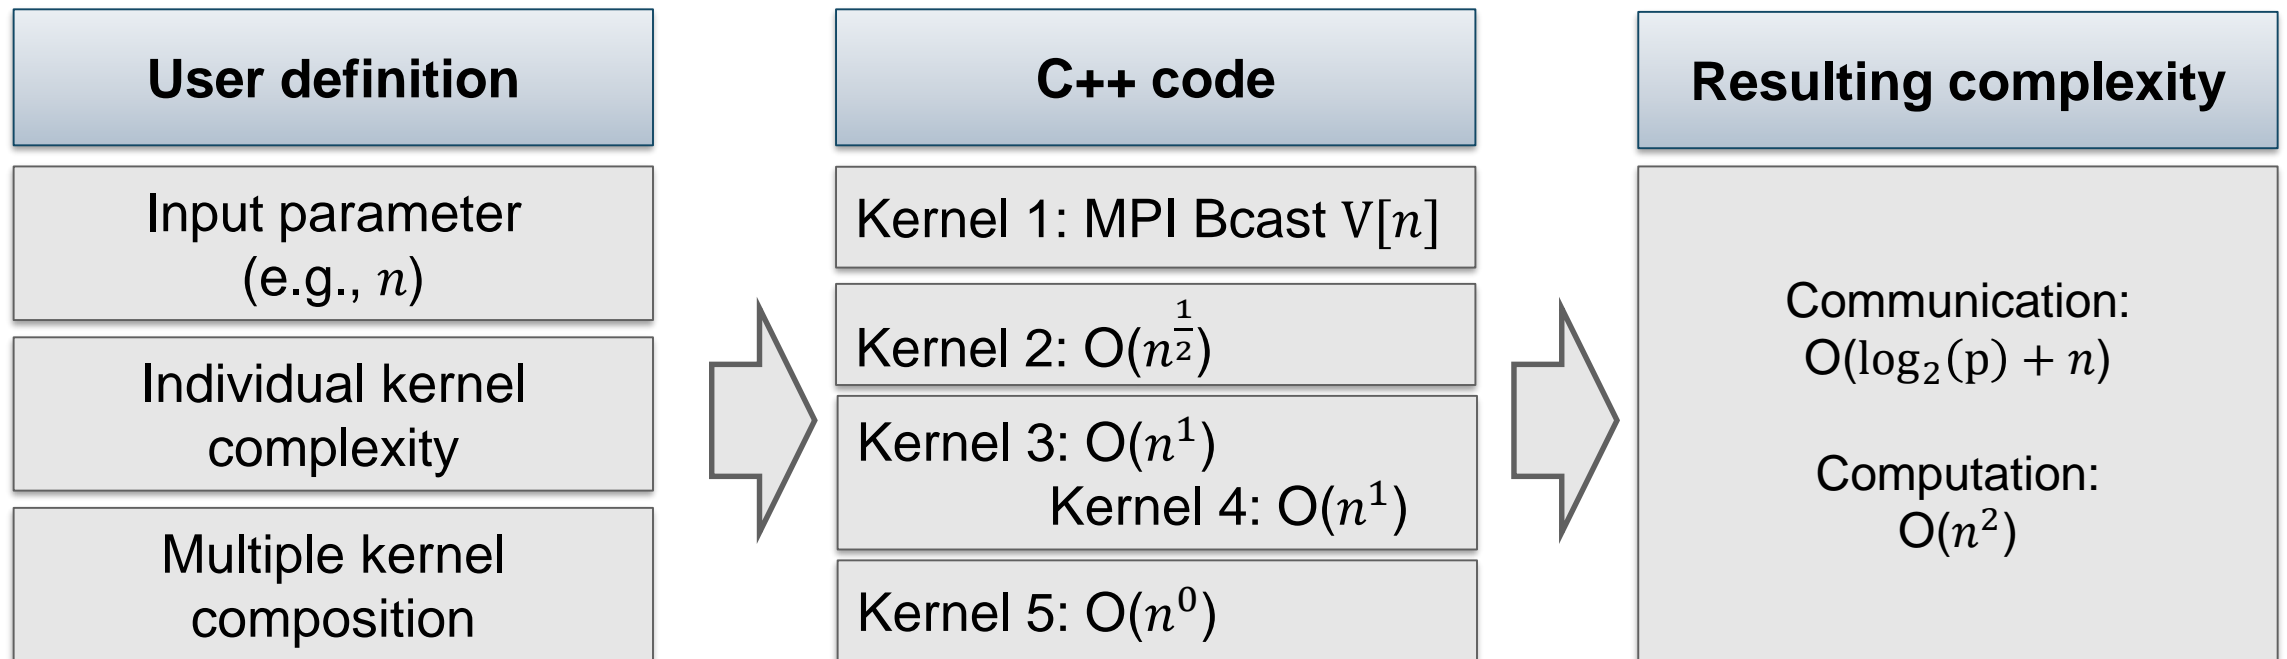 User definition
Input parameter
(e.g., n)
Individual kernel
complexity
Multiple kernel
composition
C++ code
Kernel 1: MPI Bcast V[n]
Kernel 2: O(n^{1/2})
Kernel 3: O(n^1)
Kernel 4: O(n^1)
Kernel 5: O(n^0)
Resulting complexity
Communication:
O(log_2(p) + n)
Computation:
O(n^2)